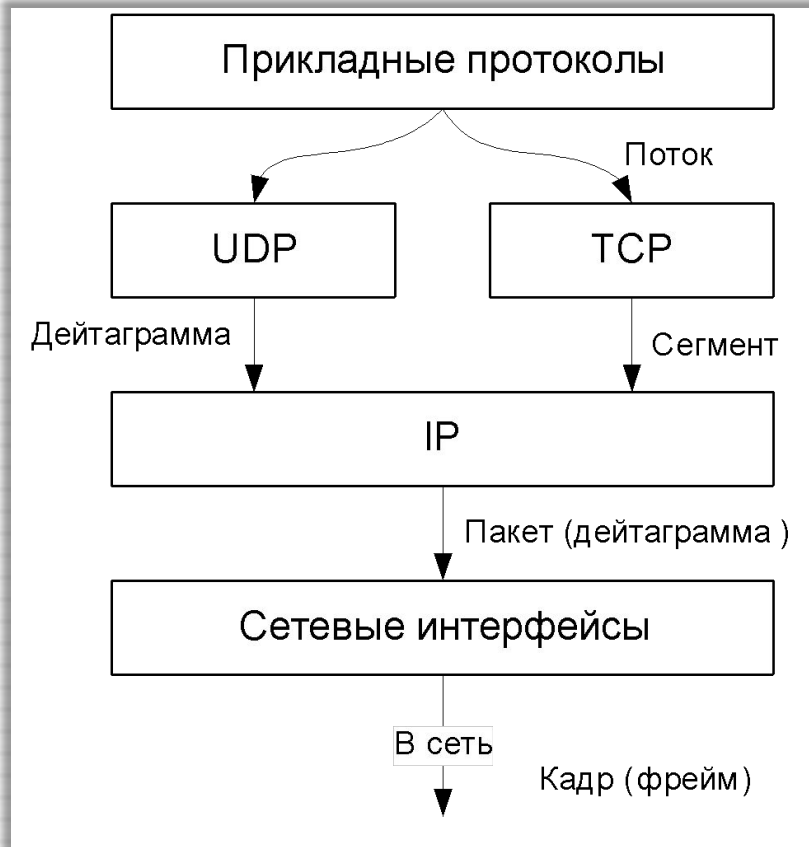 Прикладные протоколы
Поток
UDP
TCP
Дейтаграмма
Сегмент
IP
Пакет (дейтаграмма )
Сетевые интерфейсы
В сеть
Кадр (фрейм)